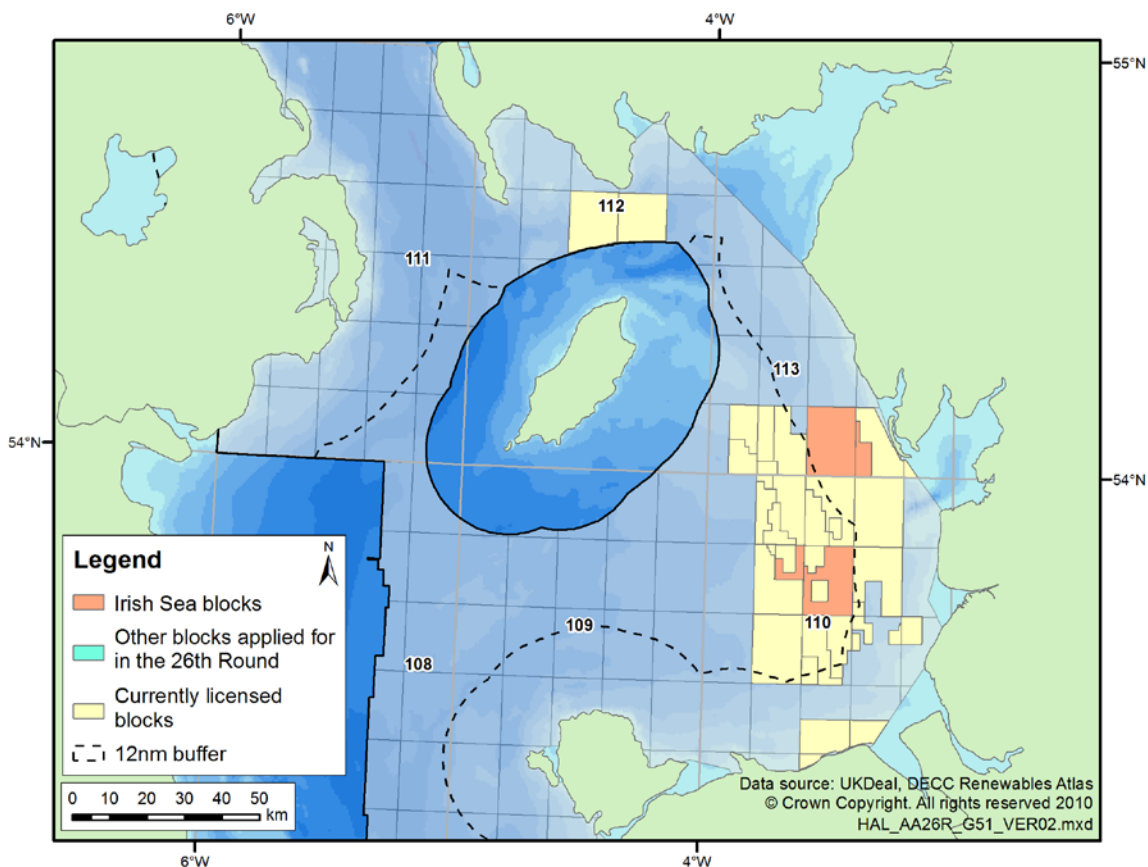 6°W
4°W
55°N
112
111
113
54°N
54°N
110
109
108
Legend
N
Irish Sea blocks
Other blocks applied for
in the 26th Round
Currently licensed
blocks
12nm buffer
0 10 20 30 40 50
km
Data source: UKDeal, DECC Renewables Atlas
© Crown Copyright. All rights reserved 2010
HAL_AA26R_G51_VER02.mxd
6°W
4°W